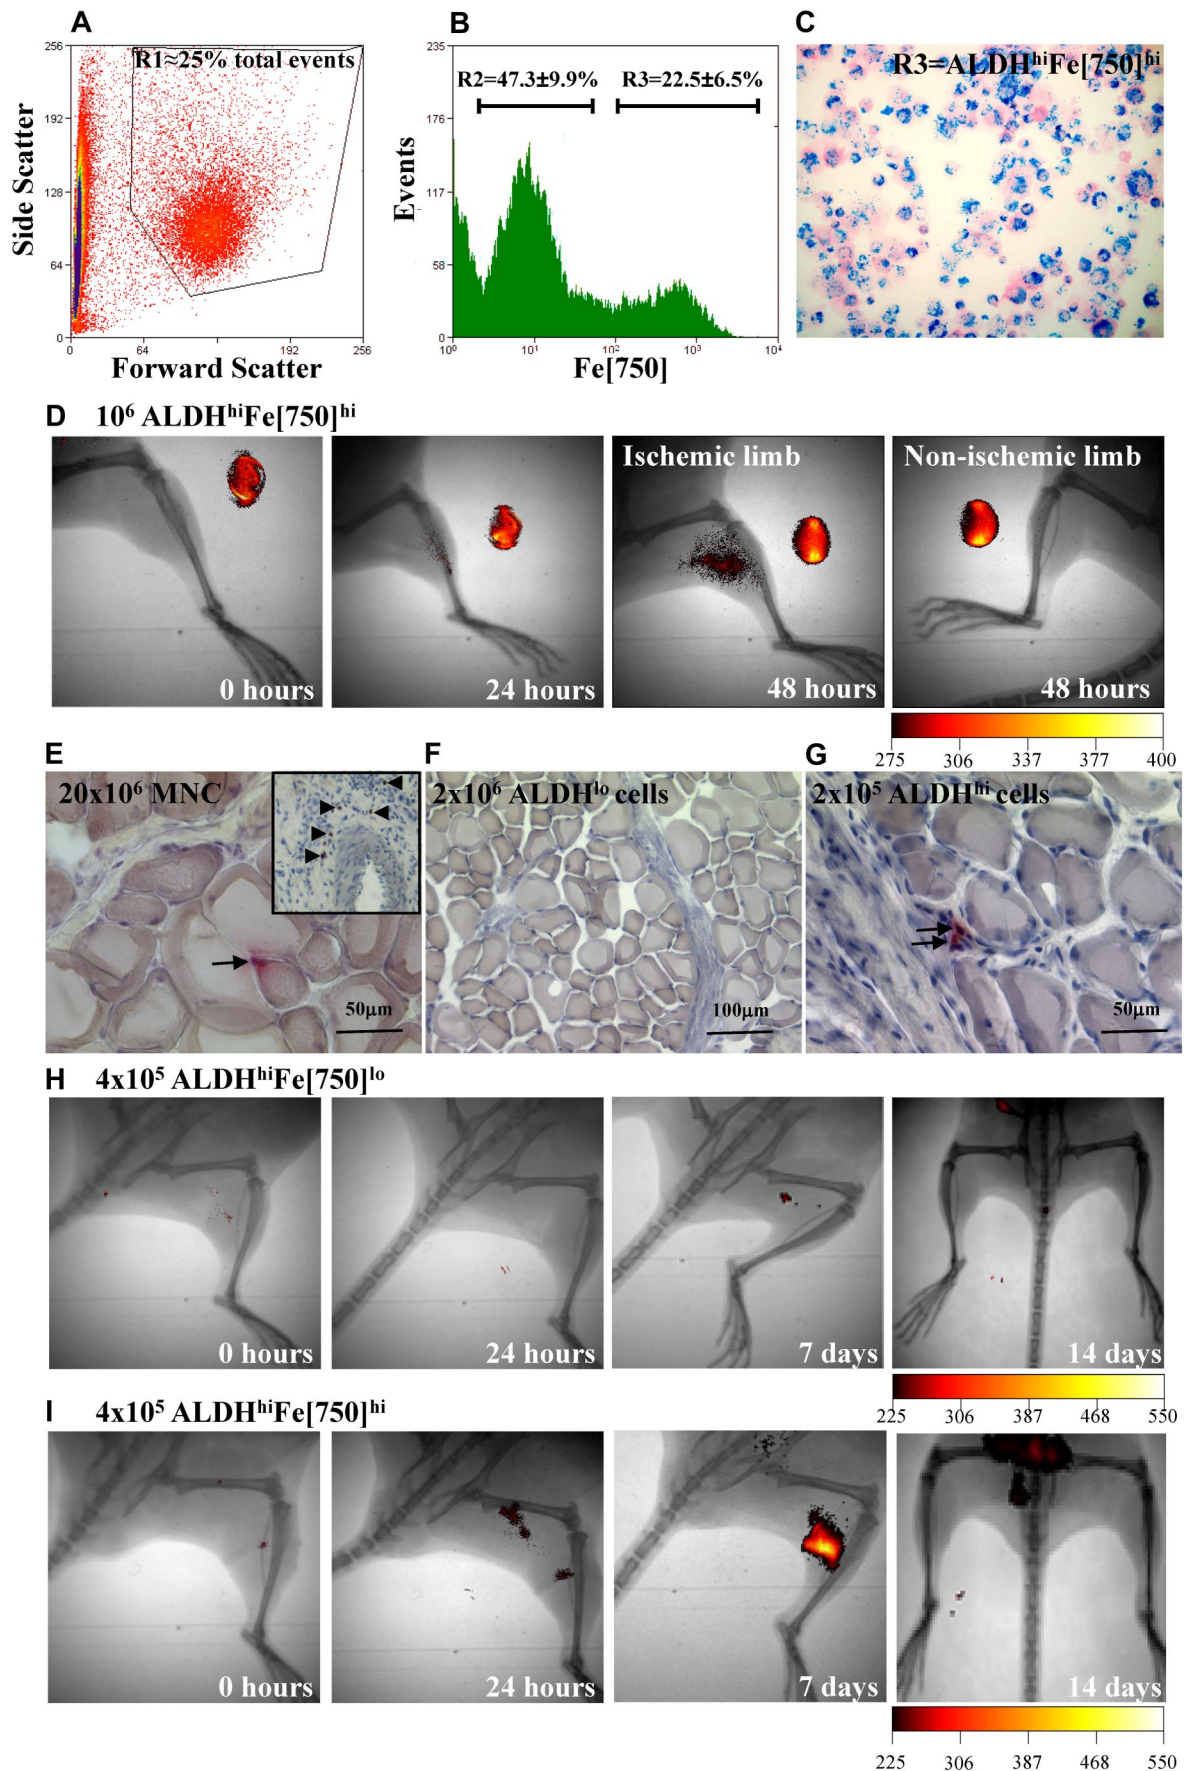 A
R1≈25% total events
256
192
128
64
0
0 64 192 256
Side Scatter
Forward Scatter
B
235
176
117
58
0
R2=47.3±9.9% R3=22.5±6.5%
10⁰ 10¹ 10² 10³ 10⁴
Events
Fe[750]
C
R3=ALDHʰⁱFe[750]ʰⁱ
D 10⁶ ALDHʰⁱFe[750]ʰⁱ
0 hours
24 hours
Ischemic limb
48 hours
Non-ischemic limb
48 hours
275 306 337 377 400
E
20x10⁶ MNC
50μm
F
2x10⁶ ALDHˡᵒ cells
100μm
G
2x10⁵ ALDHʰⁱ cells
50μm
H 4x10⁵ ALDHʰⁱFe[750]ˡᵒ
0 hours
24 hours
7 days
14 days
225 306 387 468 550
I 4x10⁵ ALDHʰⁱFe[750]ʰⁱ
0 hours
24 hours
7 days
14 days
225 306 387 468 550